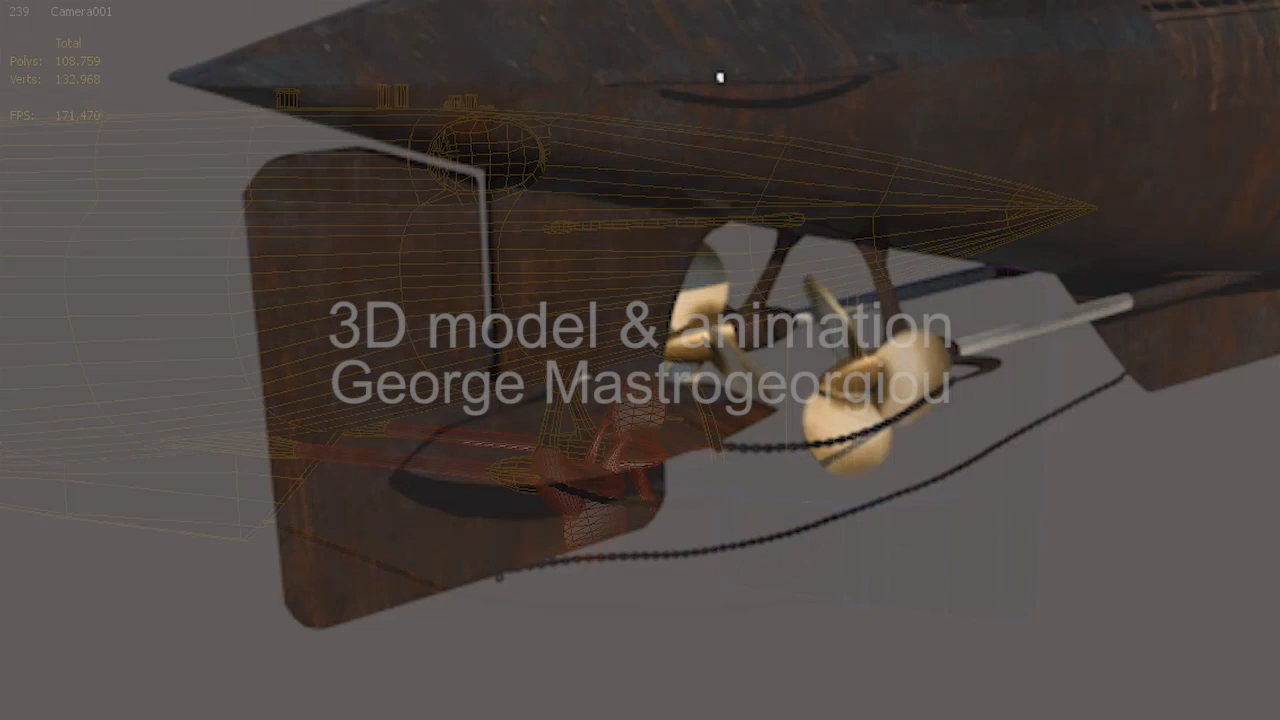 239 Camera001
Total
Polys: 108.759
Verts: 132.968
FPS: 171,470
3D model & animation
George Mastrogeorgiou